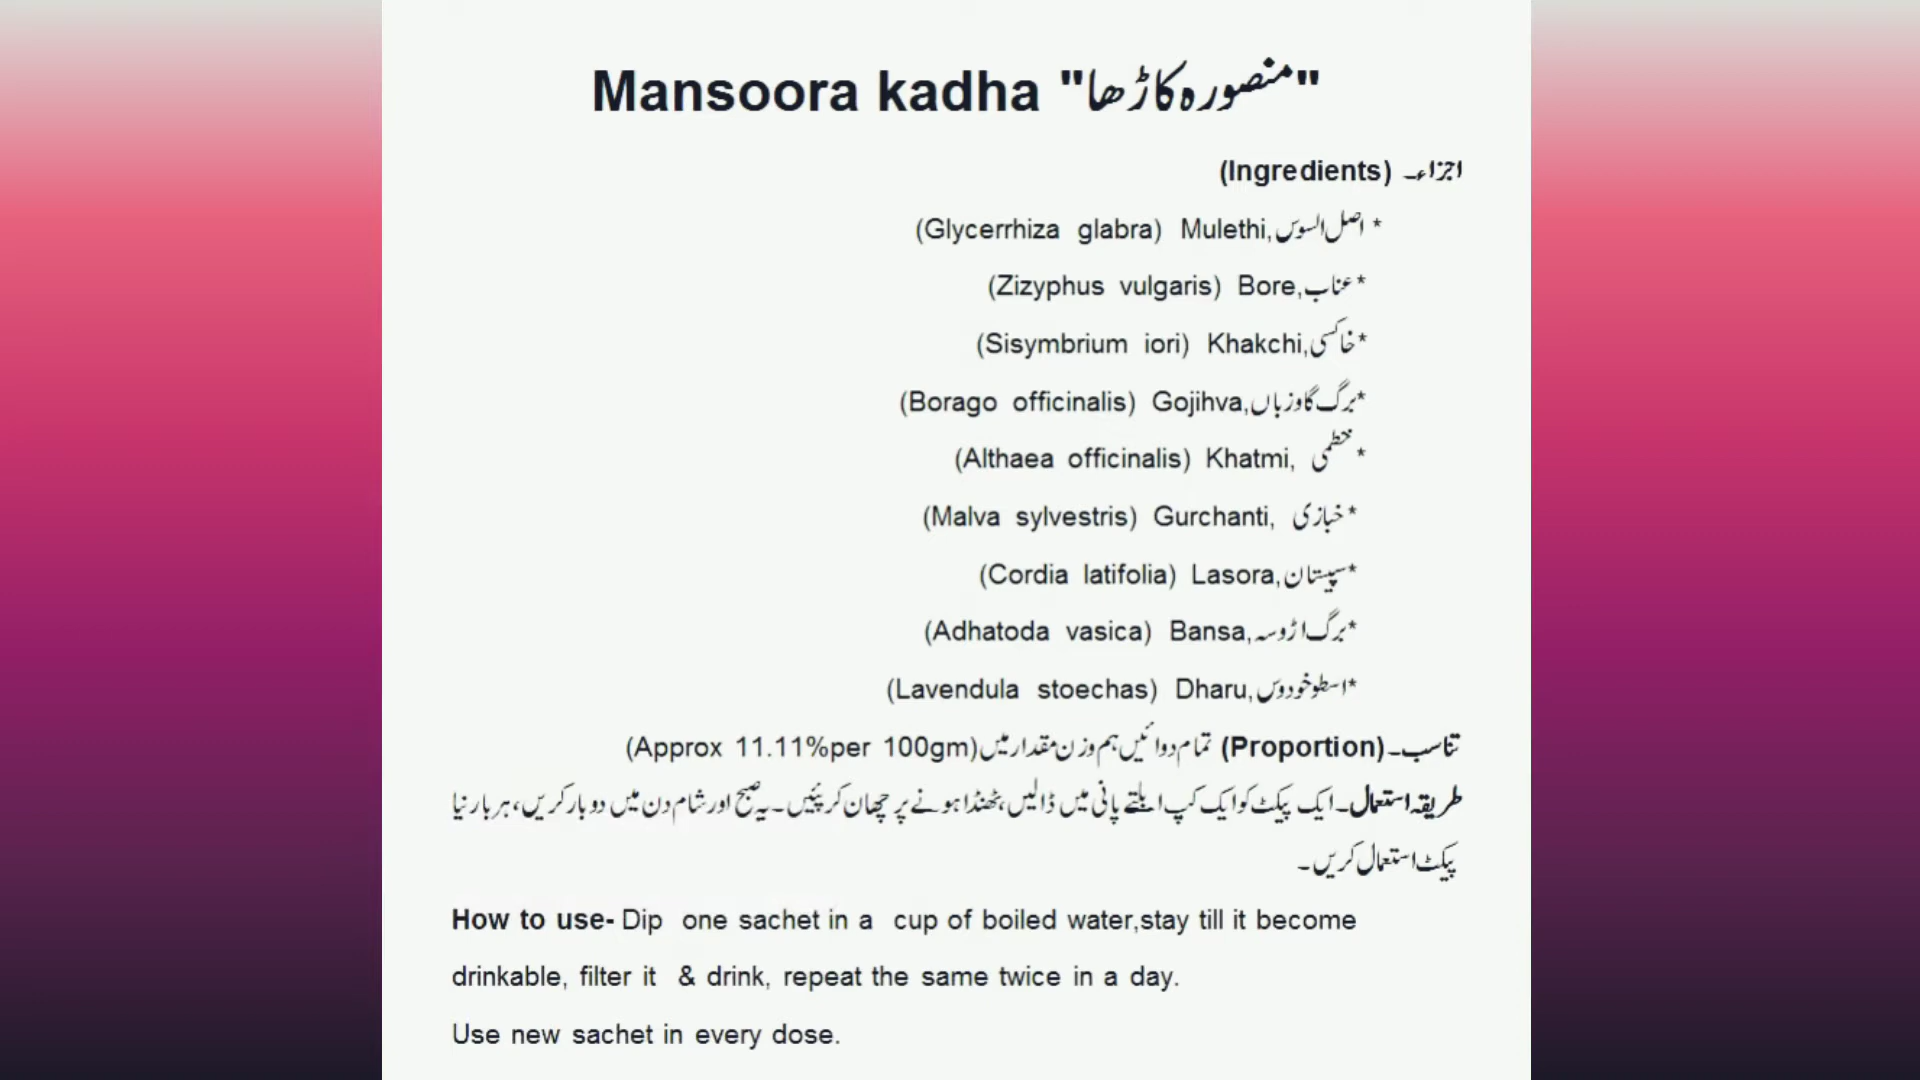 Mansoora kadha "منصورہ کاڑھا"
اجزاء۔ (Ingredients)
* اصل السوس,Mulethi (Glycerrhiza glabra)
*عناب,Bore (Zizyphus vulgaris)
*خاکسی,Khakchi (Sisymbrium iori)
*برگ گاوزباں,Gojihva (Borago officinalis)
* خطمی ,Khatmi (Althaea officinalis)
*خبازی ,Gurchanti (Malva sylvestris)
*سپستان,Lasora (Cordia latifolia)
*برگ اڑوسہ,Bansa (Adhatoda vasica)
*اسطوخودوس,Dharu (Lavendula stoechas)
تناسب۔(Proportion) تمام دوائیں ہم وزن مقدار میں(Approx 11.11%per 100gm)
طریقہ استعمال۔ایک پیکٹ کو ایک کپ ابلتے پانی میں ڈالیں،ٹھنڈا ہونے پر چھان کر پئیں۔یہ صبح اور شام دن میں دو بار کریں،ہر بار نیا
پیکٹ استعمال کریں۔
How to use- Dip one sachet in a cup of boiled water,stay till it become
drinkable, filter it & drink, repeat the same twice in a day.
Use new sachet in every dose.